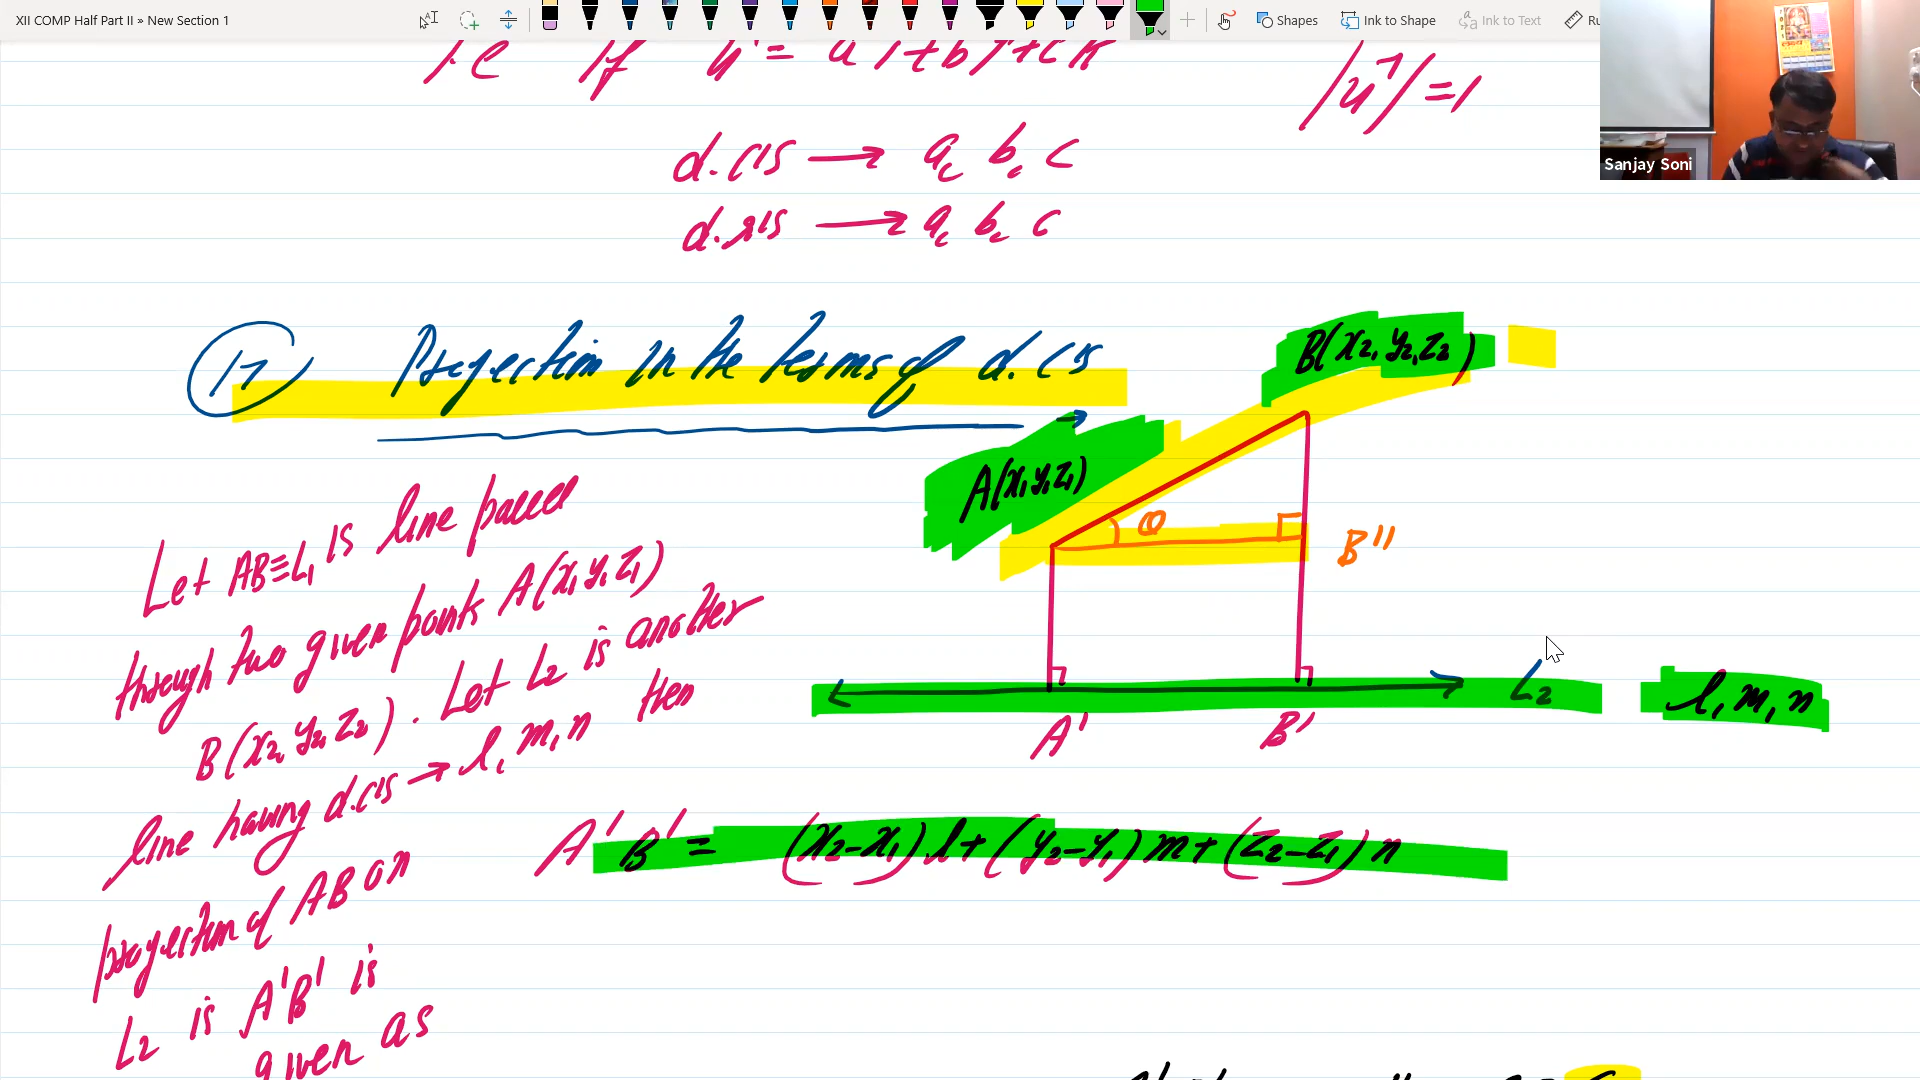 XII COMP Half Part II » New Section 1
Shapes
Ink to Shape
Ink to Text
Ru
Sanjay Soni
i.e If u = a i + b j + c k
|u| = 1
d.c's → a, b, c
d.r's → a, b, c
17 Projection in the terms of d.c's
B(x2, y2, z2)
A(x1, y1, z1)
θ
B''
L2
l, m, n
A'
B'
Let AB ≡ L1 is line passes
through two given points A(x1, y1, z1)
B(x2, y2, z2). Let L2 is another
line having d.c's → l, m, n then
projection of AB on
L2 is A'B' is
given as
A'B' = (x2-x1).l+(y2-y1)m+(z2-z1)n